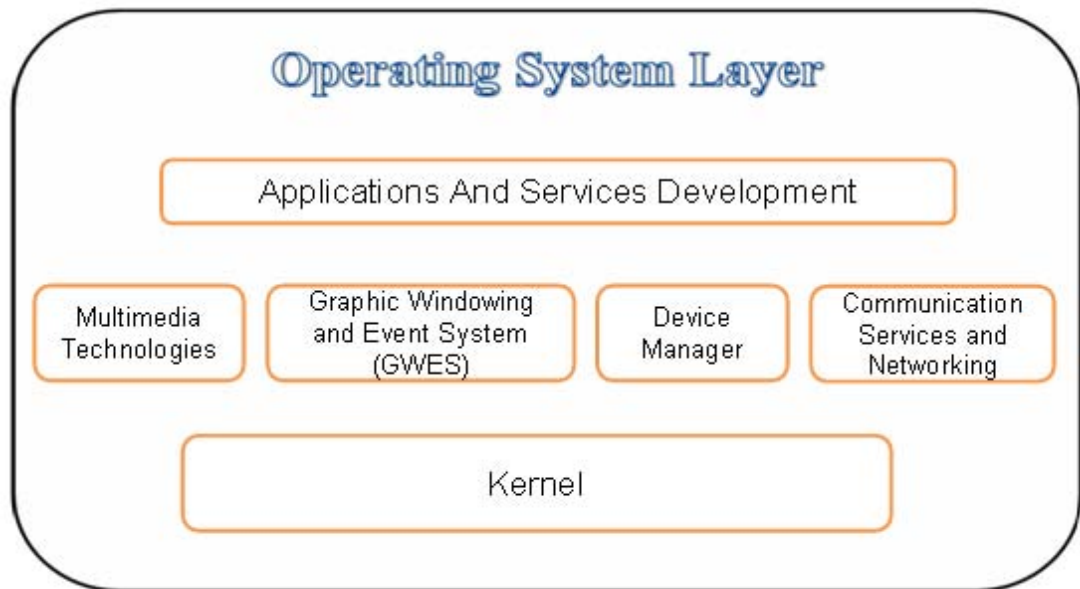 Operating System Layer
Applications And Services Development
Multimedia
Technologies
Graphic Windowing
and Event System
(GWES)
Device
Manager
Communication
Services and
Networking
Kernel